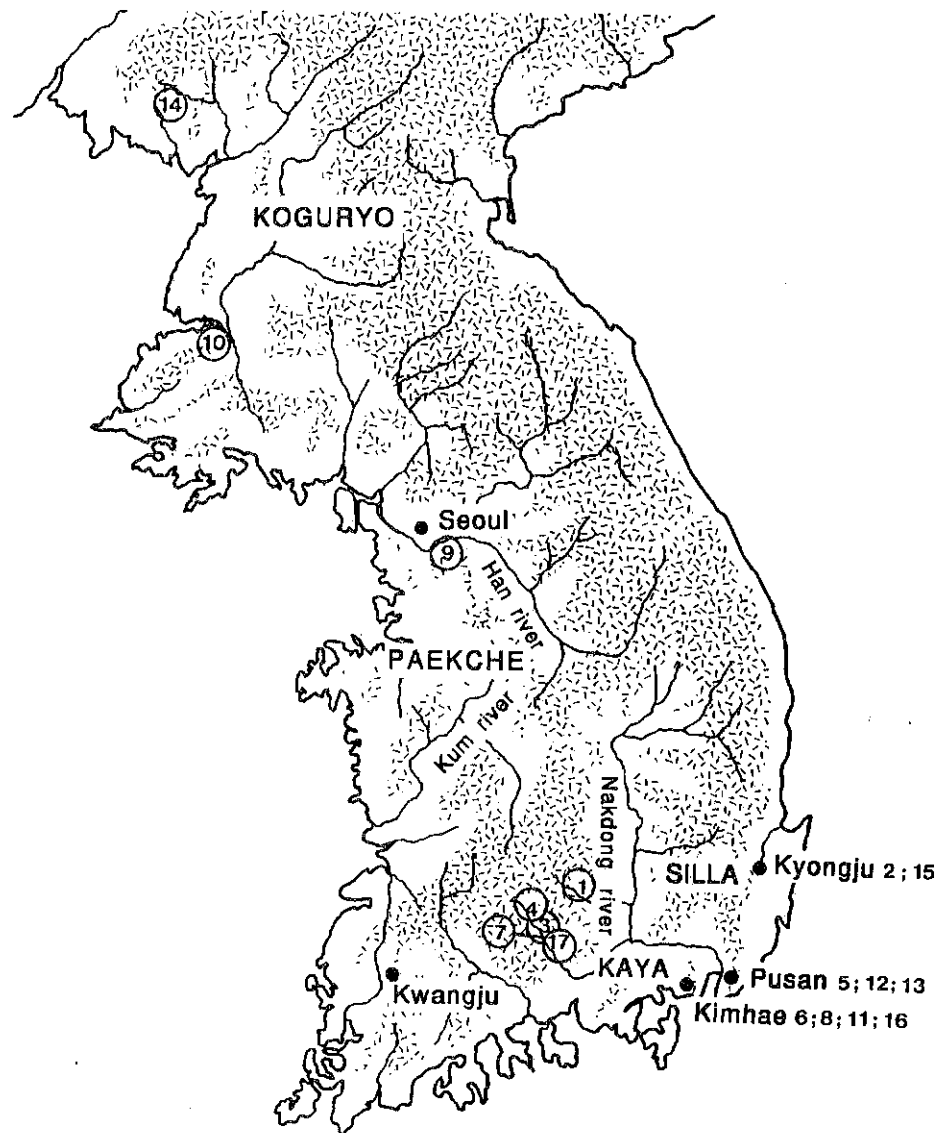 14
KOGURYO
10
Seoul
9
Han river
PAEKCHE
Kum river
Nakdong river
SILLA
Kyongju 2 ; 15
1
4
3
7
17
KAYA
Pusan 5; 12; 13
Kwangju
Kimhae 6; 8; 11; 16